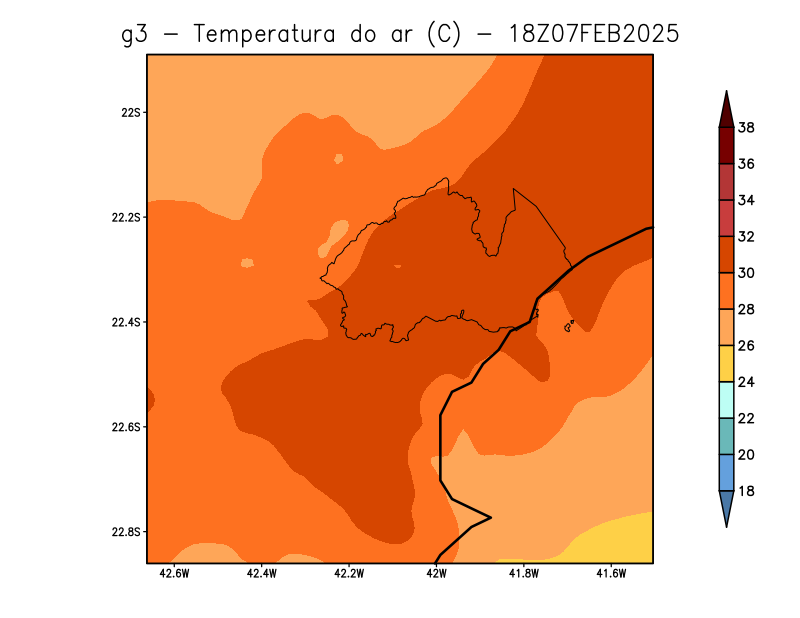 g3 − Temperatura do ar (C) − 18Z07FEB2025
22S
22.2S
22.4S
22.6S
22.8S
42.6W
42.4W
42.2W
42W
41.8W
41.6W
38
36
34
32
30
28
26
24
22
20
18